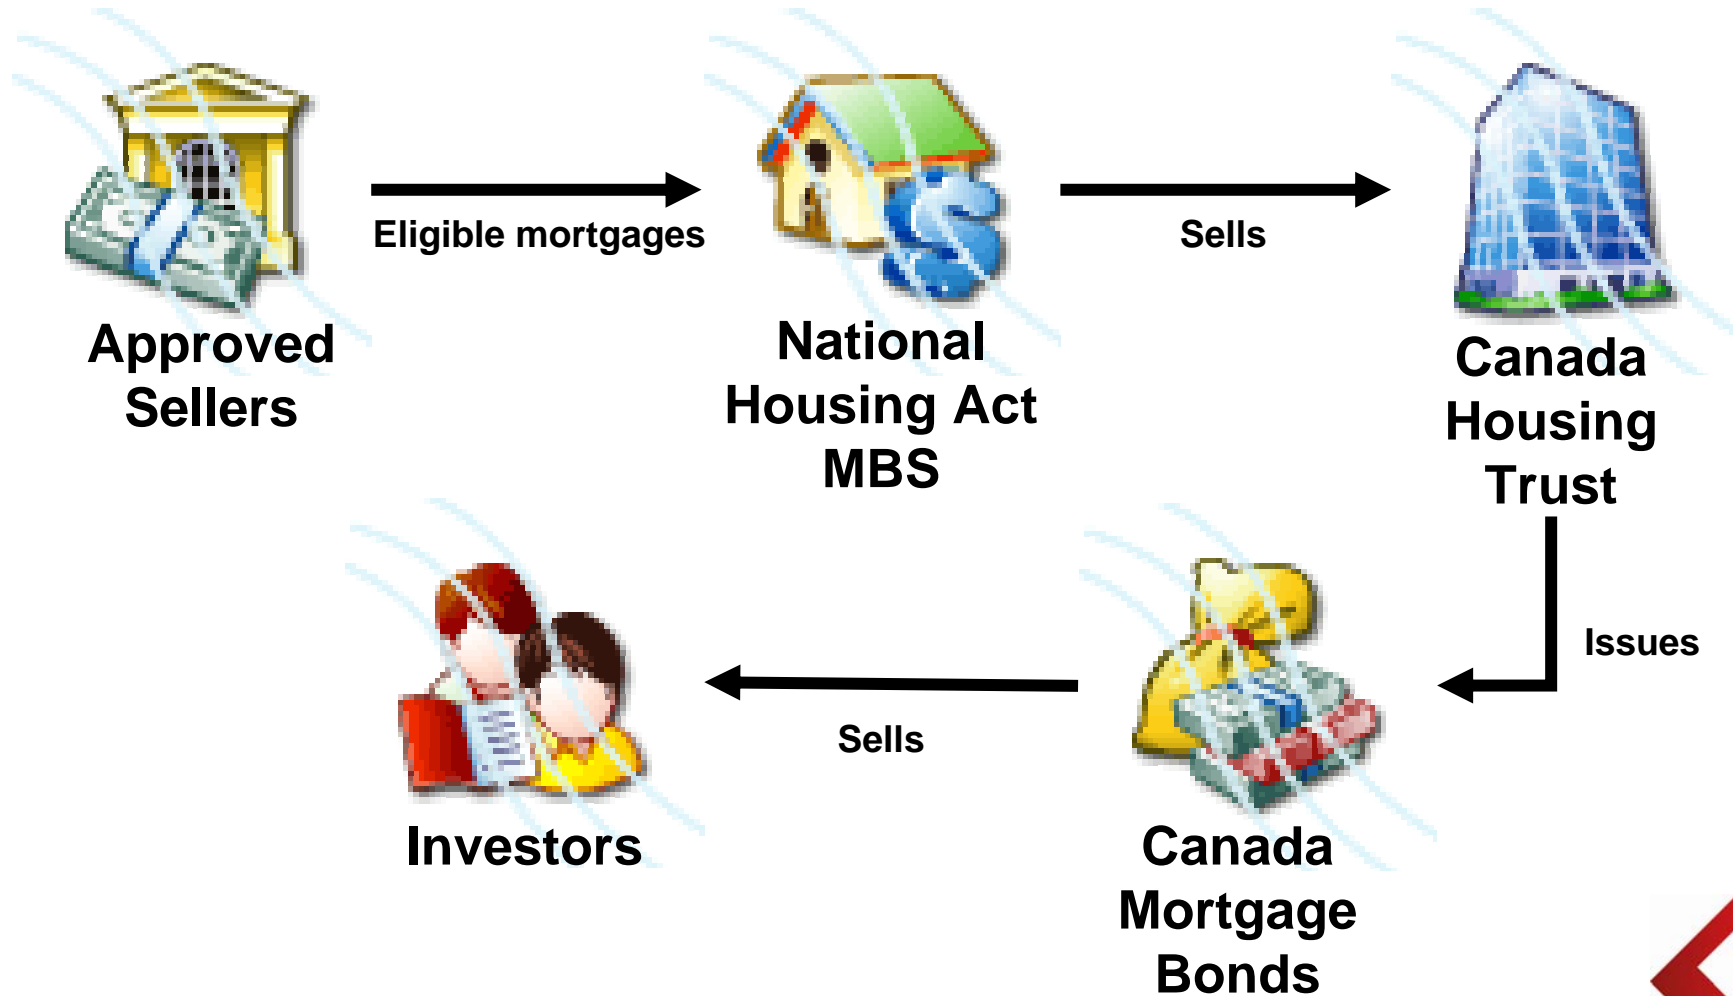 Eligible mortgages
Sells
Approved
Sellers
National
Housing Act
MBS
Canada
Housing
Trust
Issues
Sells
Investors
Canada
Mortgage
Bonds